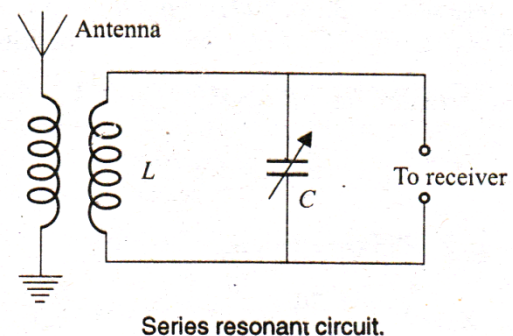 Antenna
L
C
To receiver
Series resonant circuit.